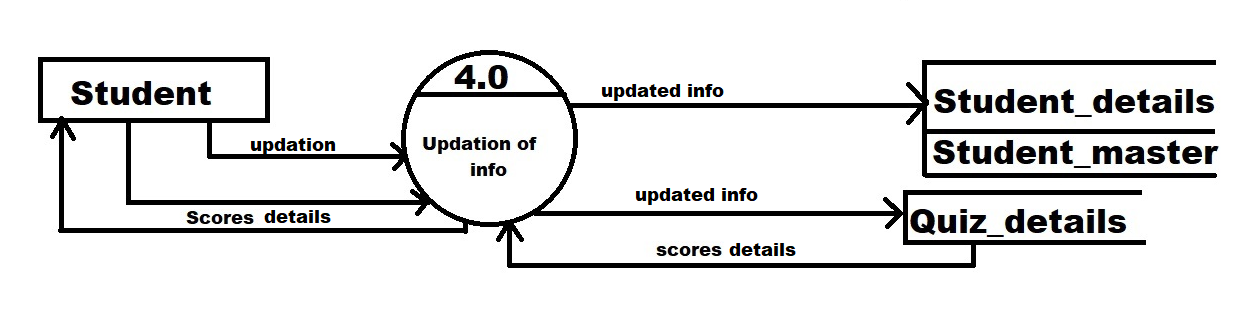 Student
updation
Scores details
4.0
Updation of
info
updated info
Student_details
Student_master
updated info
Quiz_details
scores details